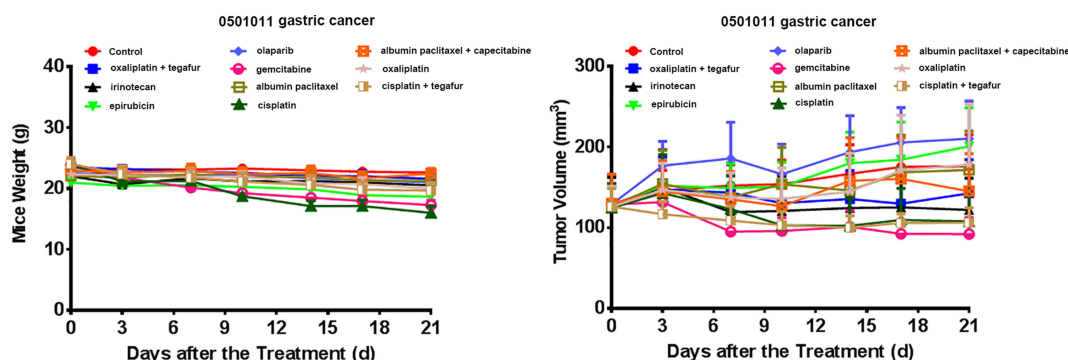 0501011 gastric cancer
Control
olaparib
albumin paclitaxel + capecitabine
oxaliplatin + tegafur
gemcitabine
oxaliplatin
irinotecan
albumin paclitaxel
cisplatin + tegafur
epirubicin
cisplatin
Mice Weight (g)
40
30
20
10
0
0 3 6 9 12 15 18 21
Days after the Treatment (d)
0501011 gastric cancer
Control
olaparib
albumin paclitaxel + capecitabine
oxaliplatin + tegafur
gemcitabine
oxaliplatin
irinotecan
albumin paclitaxel
cisplatin + tegafur
epirubicin
cisplatin
Tumor Volume (mm³)
300
200
100
0
0 3 6 9 12 15 18 21
Days after the Treatment (d)